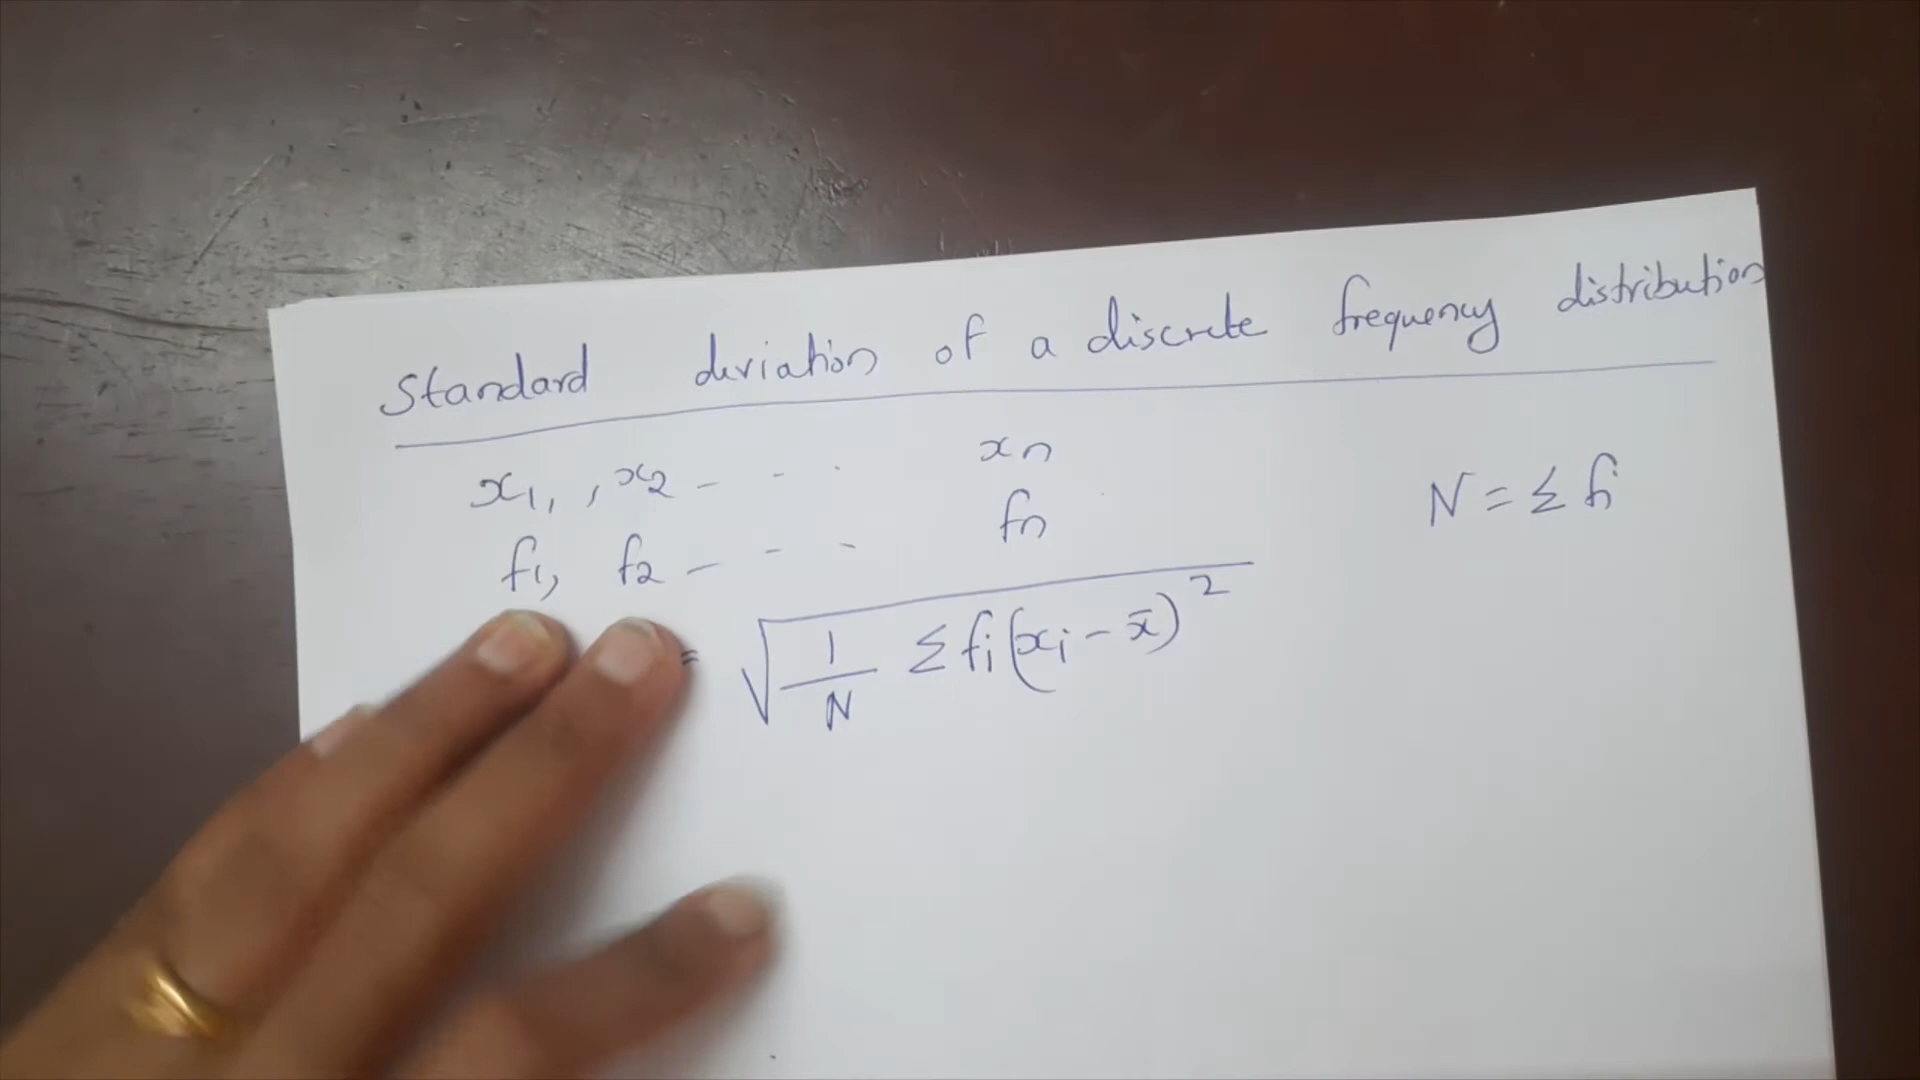 Standard deviation of a discrete frequency distribution
x1, , x2 - - . xn
f1, f2 - - - fn
N = Σ fi
= √ 1/N Σ fi (xi - x̄)²